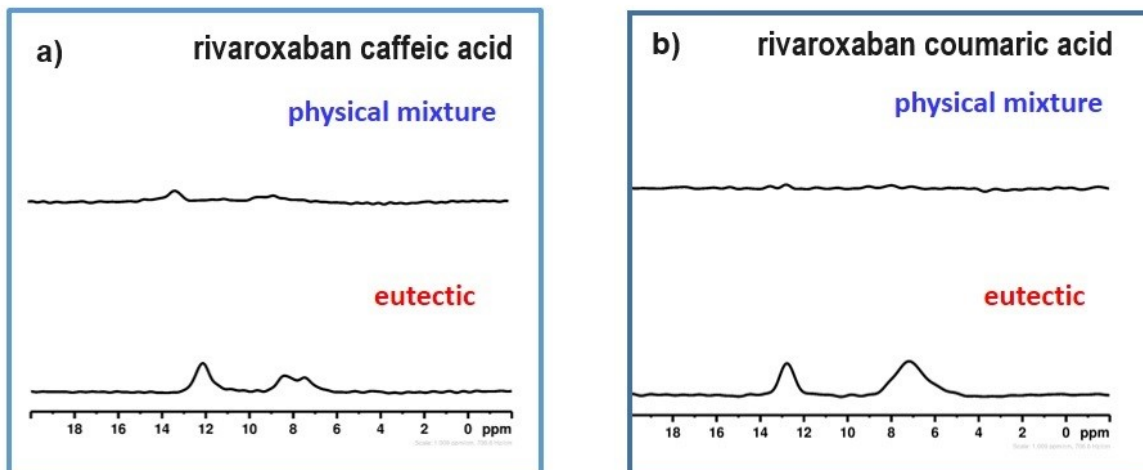 a) rivaroxaban caffeic acid
physical mixture
eutectic
18 16 14 12 10 8 6 4 2 0 ppm
b) rivaroxaban coumaric acid
physical mixture
eutectic
18 16 14 12 10 8 6 4 2 0 ppm